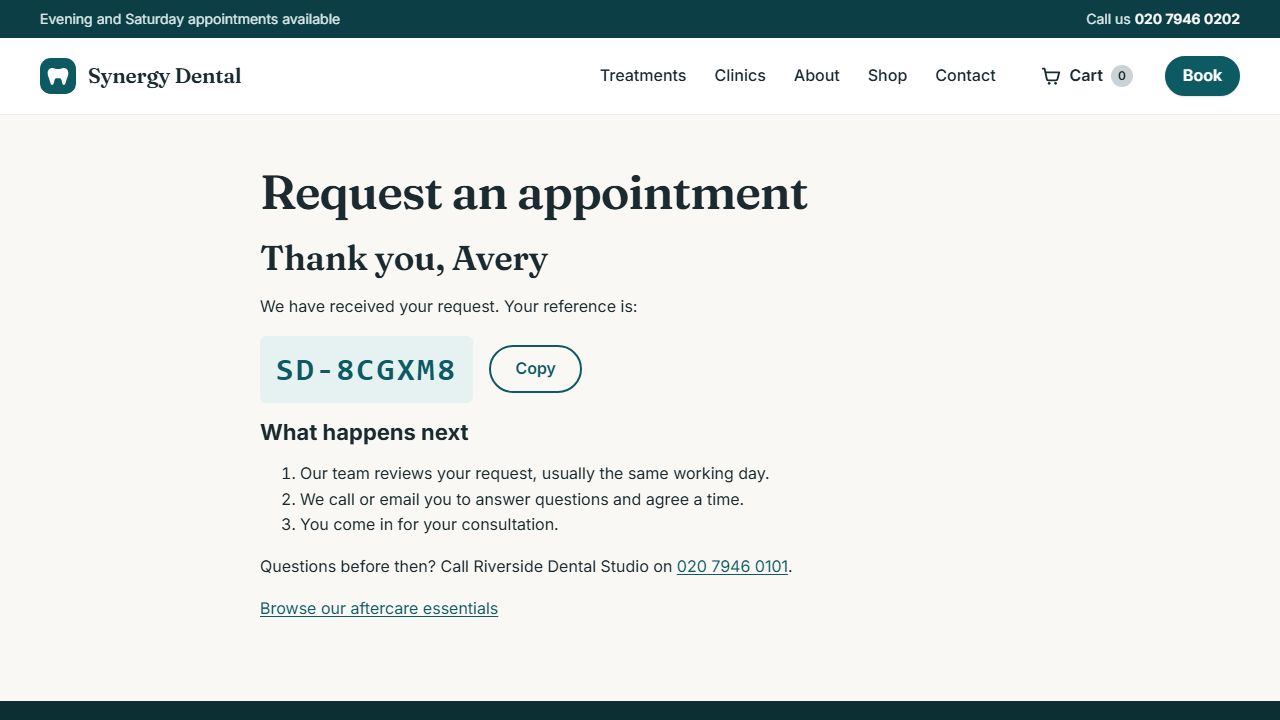 Evening and Saturday appointments available
Call us 020 7946 0202
Synergy Dental
Treatments
Clinics
About
Shop
Contact
Cart 0
Book
Request an appointment
Thank you, Avery
We have received your request. Your reference is:
SD-8CGXM8
Copy
What happens next
1. Our team reviews your request, usually the same working day.
2. We call or email you to answer questions and agree a time.
3. You come in for your consultation.
Questions before then? Call Riverside Dental Studio on 020 7946 0101.
Browse our aftercare essentials